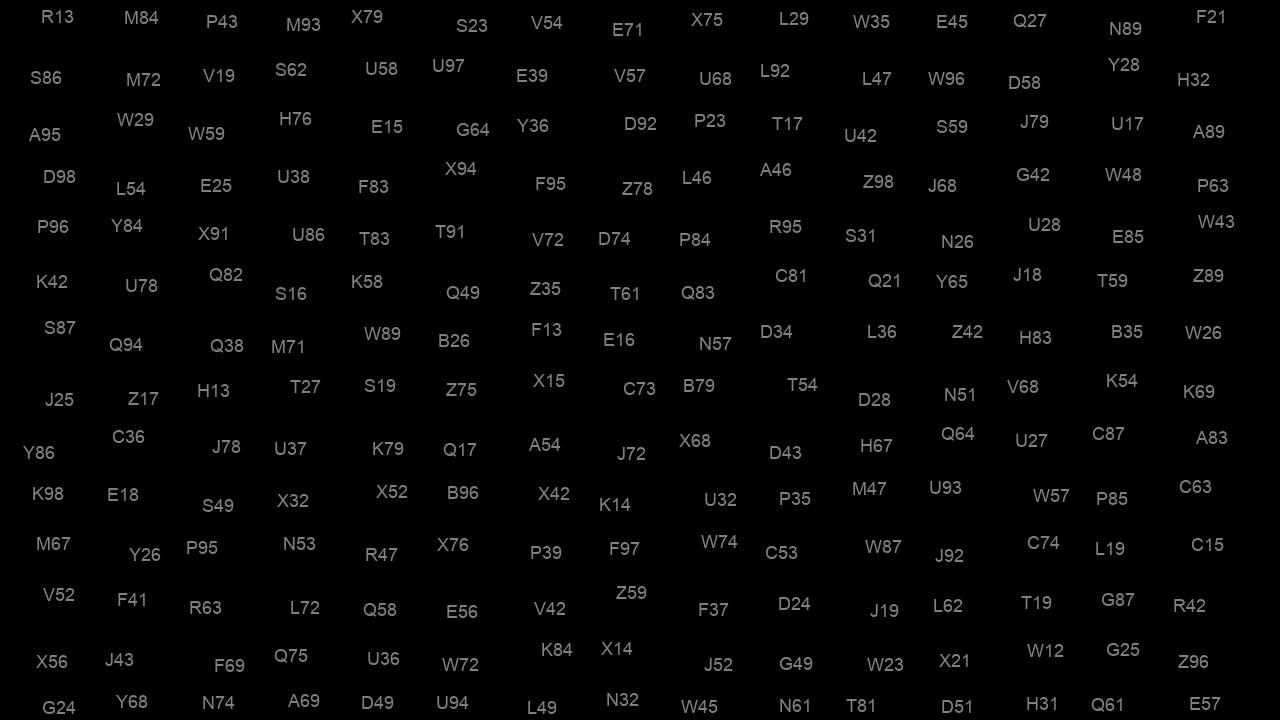 R13 M84 P43 M93 X79 S23 V54 E71 X75 L29 W35 E45 Q27 N89 F21
S86 M72 V19 S62 U58 U97 E39 V57 U68 L92 L47 W96 D58 Y28 H32
A95 W29 W59 H76 E15 G64 Y36 D92 P23 T17 U42 S59 J79 U17 A89
D98 L54 E25 U38 F83 X94 F95 Z78 L46 A46 Z98 J68 G42 W48 P63
P96 Y84 X91 U86 T83 T91 V72 D74 P84 R95 S31 N26 U28 E85 W43
K42 U78 Q82 S16 K58 Q49 Z35 T61 Q83 C81 Q21 Y65 J18 T59 Z89
S87 Q94 Q38 M71 W89 B26 F13 E16 N57 D34 L36 Z42 H83 B35 W26
J25 Z17 H13 T27 S19 Z75 X15 C73 B79 T54 D28 N51 V68 K54 K69
Y86 C36 J78 U37 K79 Q17 A54 J72 X68 D43 H67 Q64 U27 C87 A83
K98 E18 S49 X32 X52 B96 X42 K14 U32 P35 M47 U93 W57 P85 C63
M67 Y26 P95 N53 R47 X76 P39 F97 W74 C53 W87 J92 C74 L19 C15
V52 F41 R63 L72 Q58 E56 V42 Z59 F37 D24 J19 L62 T19 G87 R42
X56 J43 F69 Q75 U36 W72 K84 X14 J52 G49 W23 X21 W12 G25 Z96
G24 Y68 N74 A69 D49 U94 L49 N32 W45 N61 T81 D51 H31 Q61 E57